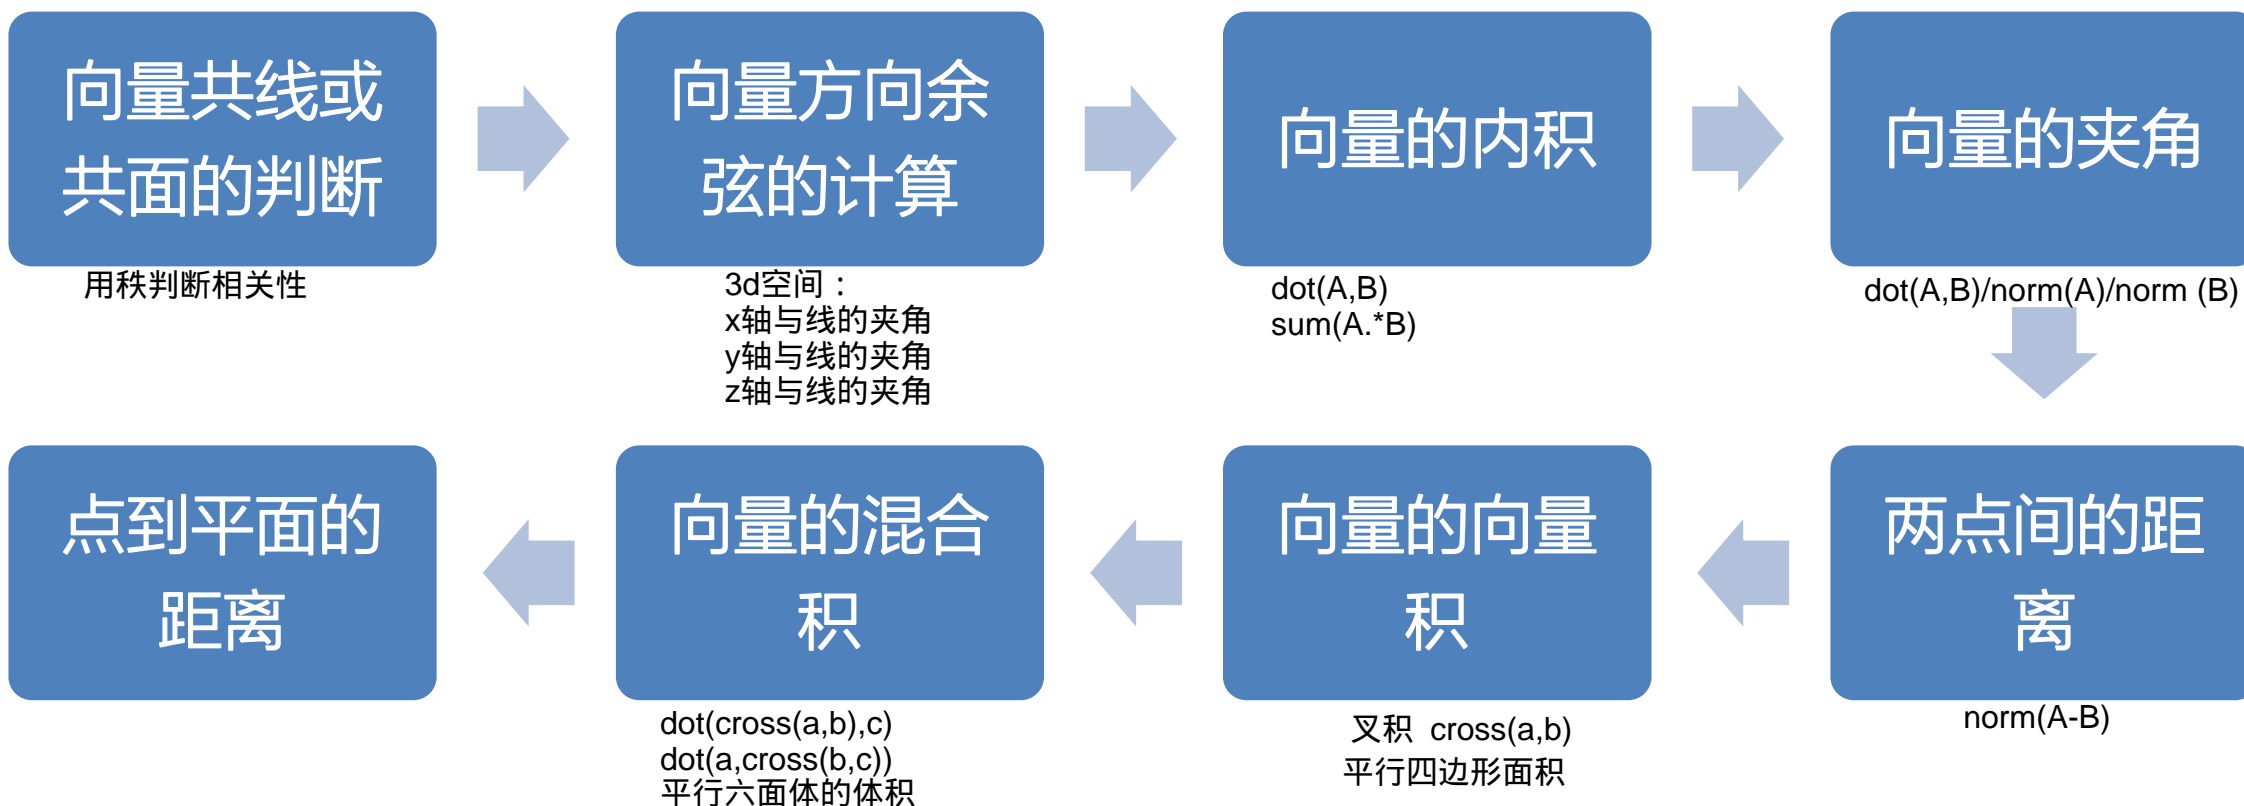 向量共线或
共面的判断
用秩判断相关性
向量方向余
弦的计算
3d空间：
x轴与线的夹角
y轴与线的夹角
z轴与线的夹角
向量的内积
dot(A,B)
sum(A.*B)
向量的夹角
dot(A,B)/norm(A)/norm (B)
两点间的距
离
norm(A-B)
向量的向量
积
叉积 cross(a,b)
平行四边形面积
向量的混合
积
dot(cross(a,b),c)
dot(a,cross(b,c))
平行六面体的体积
点到平面的
距离